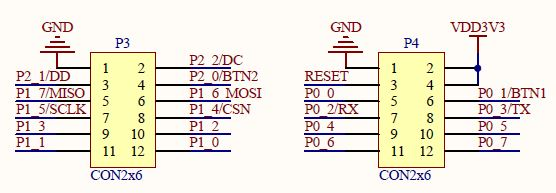 GND
P3
P2_2/DC
P2_1/DD
1 2
P2_0/BTN2
P1_7/MISO
3 4
P1_6_MOSI
P1_5/SCLK
5 6
P1_4/CSN
P1_3
7 8
P1_2
P1_1
9 10
P1_0
11 12
CON2x6
GND
P4
VDD3V3
RESET
1 2
P0_0
3 4
P0_1/BTN1
P0_2/RX
5 6
P0_3/TX
P0_4
7 8
P0_5
P0_6
9 10
P0_7
11 12
CON2x6